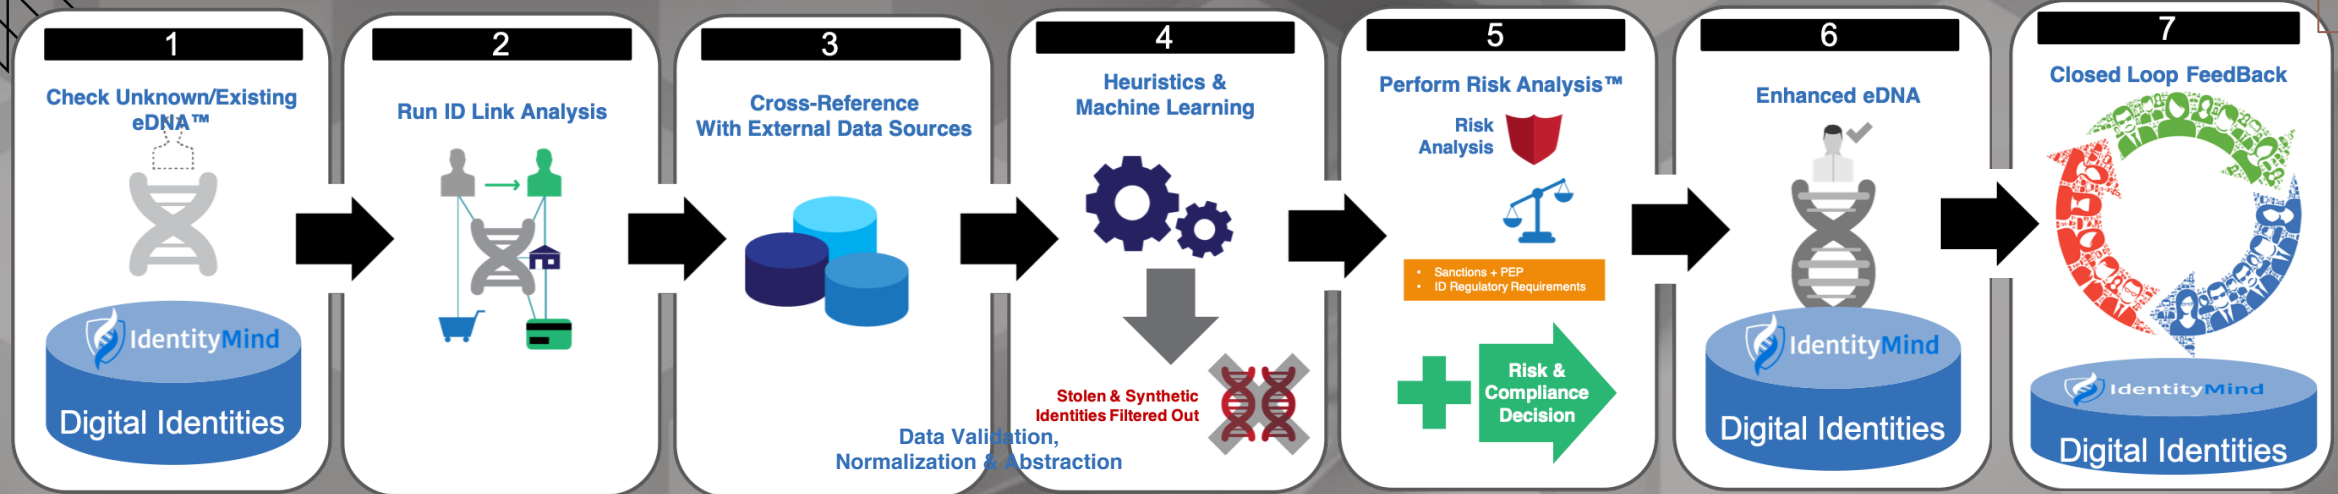 1
Check Unknown/Existing
eDNA™
IdentityMind
Digital Identities
2
Run ID Link Analysis
3
Cross-Reference
With External Data Sources
Data Validation,
Normalization & Abstraction
4
Heuristics &
Machine Learning
Stolen & Synthetic
Identities Filtered Out
5
Perform Risk Analysis™
Risk
Analysis
• Sanctions + PEP
• ID Regulatory Requirements
Risk &
Compliance
Decision
6
Enhanced eDNA
IdentityMind
Digital Identities
7
Closed Loop FeedBack
IdentityMind
Digital Identities